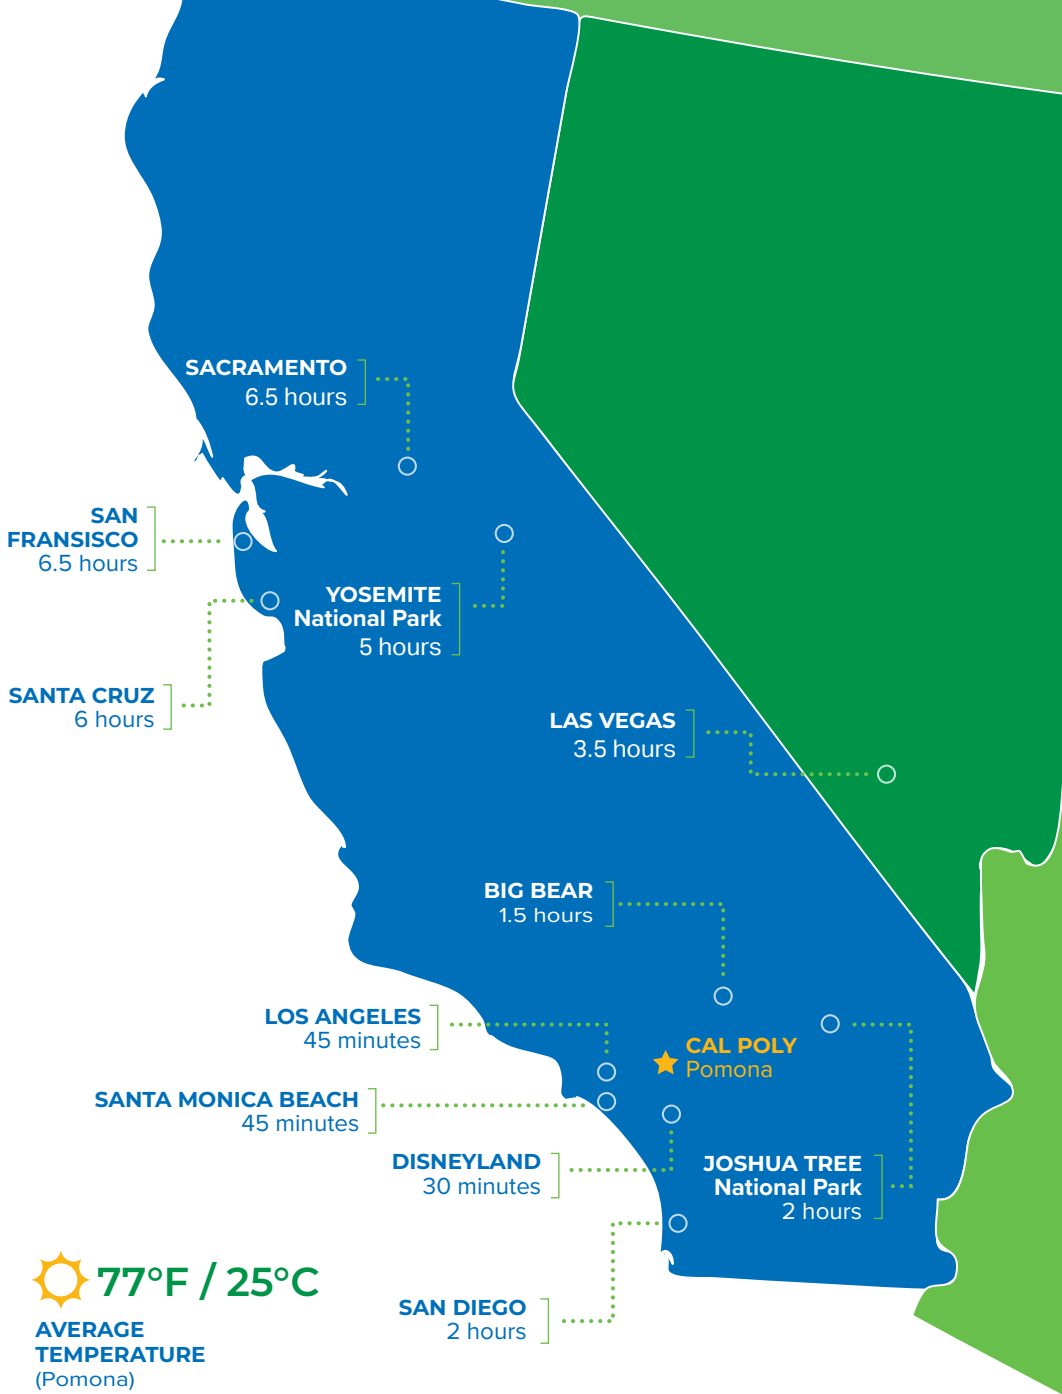 SACRAMENTO
6.5 hours
SAN
FRANSISCO
6.5 hours
YOSEMITE
National Park
5 hours
SANTA CRUZ
6 hours
LAS VEGAS
3.5 hours
BIG BEAR
1.5 hours
LOS ANGELES
45 minutes
CAL POLY
Pomona
SANTA MONICA BEACH
45 minutes
DISNEYLAND
30 minutes
JOSHUA TREE
National Park
2 hours
SAN DIEGO
2 hours
77°F / 25°C
AVERAGE
TEMPERATURE
(Pomona)